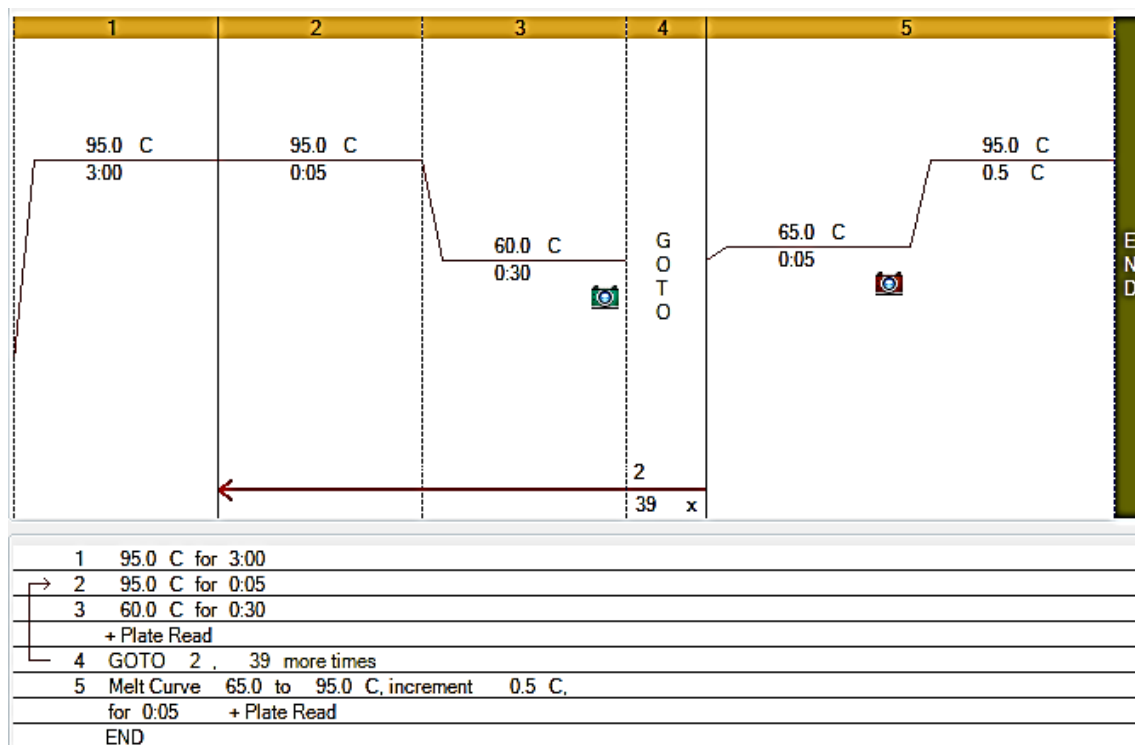 1 2 3 4 5
95.0 C 95.0 C 95.0 C
3:00 0:05 0.5 C
60.0 C 65.0 C
0:30 0:05
GOTO
END
2
39 x
1 95.0 C for 3:00
2 95.0 C for 0:05
3 60.0 C for 0:30
+ Plate Read
4 GOTO 2 , 39 more times
5 Melt Curve 65.0 to 95.0 C, increment 0.5 C,
for 0:05 + Plate Read
END